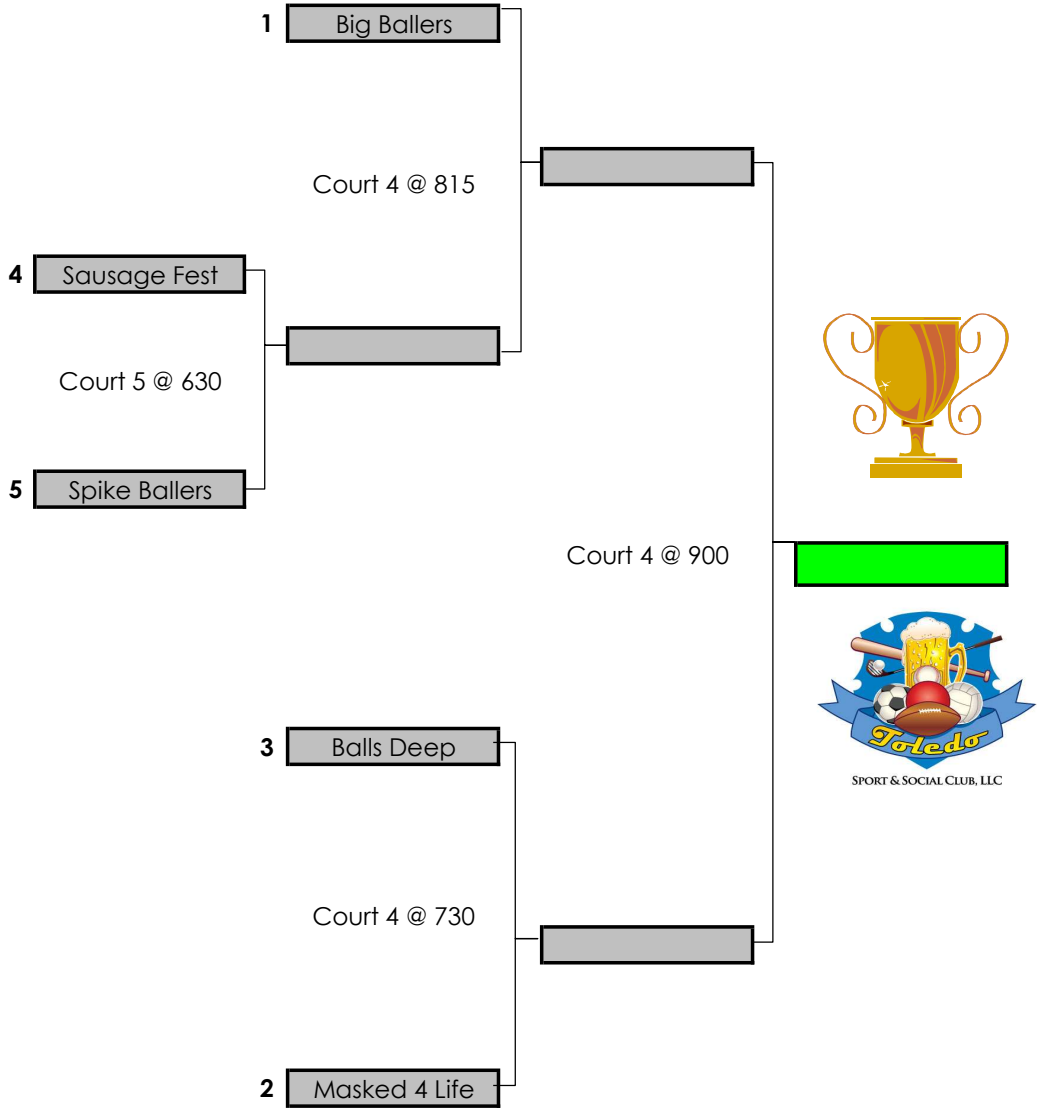 1 Big Ballers
Court 4 @ 815
4 Sausage Fest
Court 5 @ 630
5 Spike Ballers
Court 4 @ 900
Toledo
SPORT & SOCIAL CLUB, LLC
3 Balls Deep
Court 4 @ 730
2 Masked 4 Life